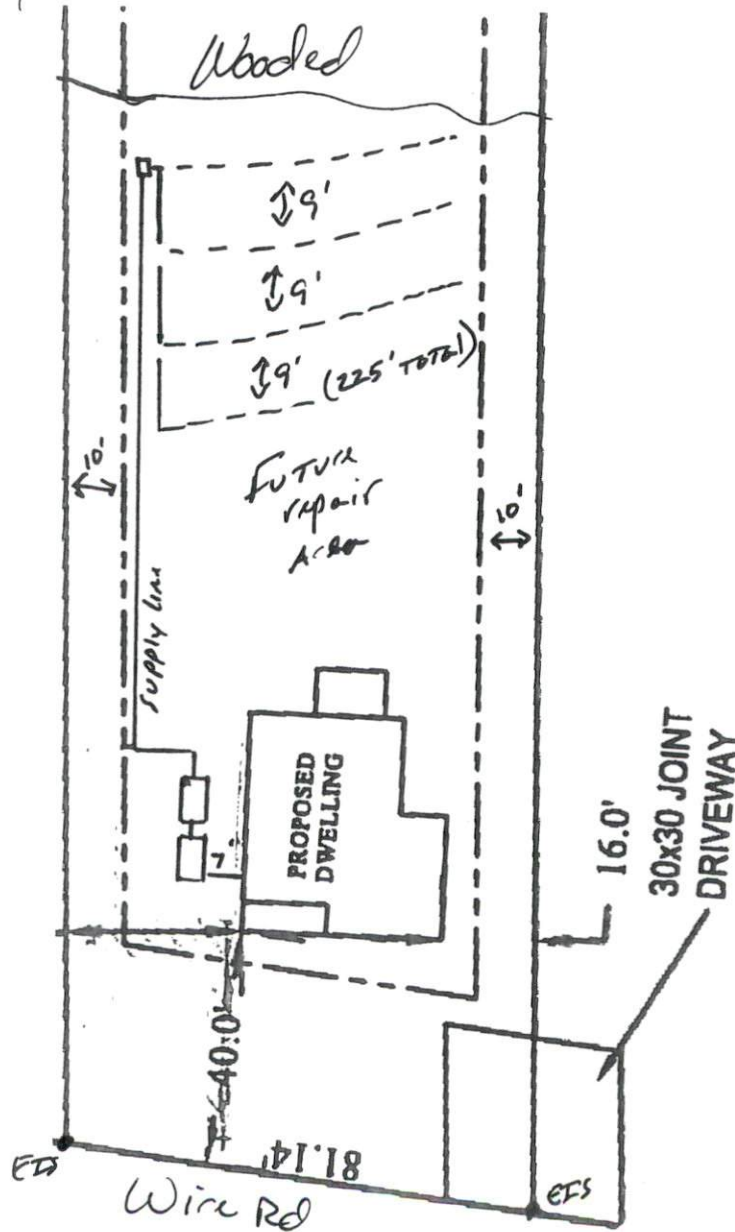 Wooded
9'
9'
9' (225' TOTAL)
Future
repair
Area
10'
10'
Supply line
7'
PROPOSED
DWELLING
16.0'
30x30 JOINT
DRIVEWAY
40.0'
81.14'
EIS
EIS
Wire Rd